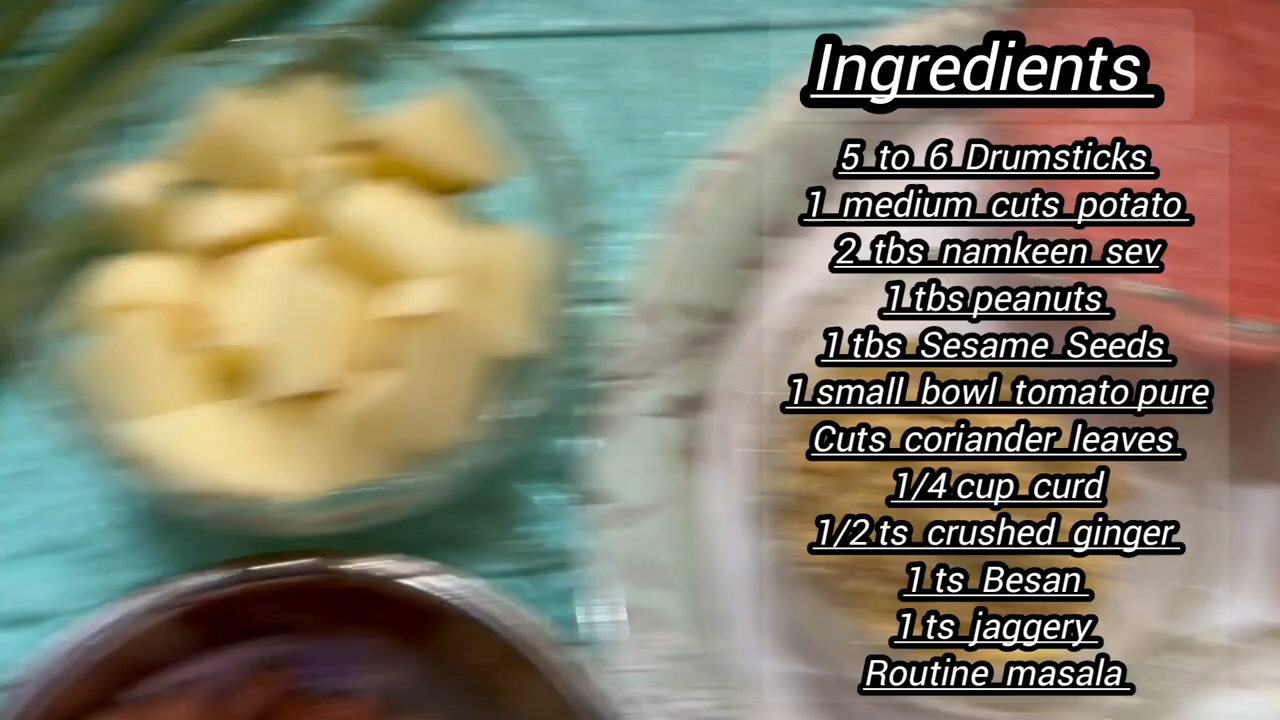 Ingredients
5 to 6 Drumsticks
1 medium cuts potato
2 tbs namkeen sev
1 tbs peanuts
1 tbs Sesame Seeds
1 small bowl tomato pure
Cuts coriander leaves
1/4 cup curd
1/2 ts crushed ginger
1 ts Besan
1 ts jaggery
Routine masala